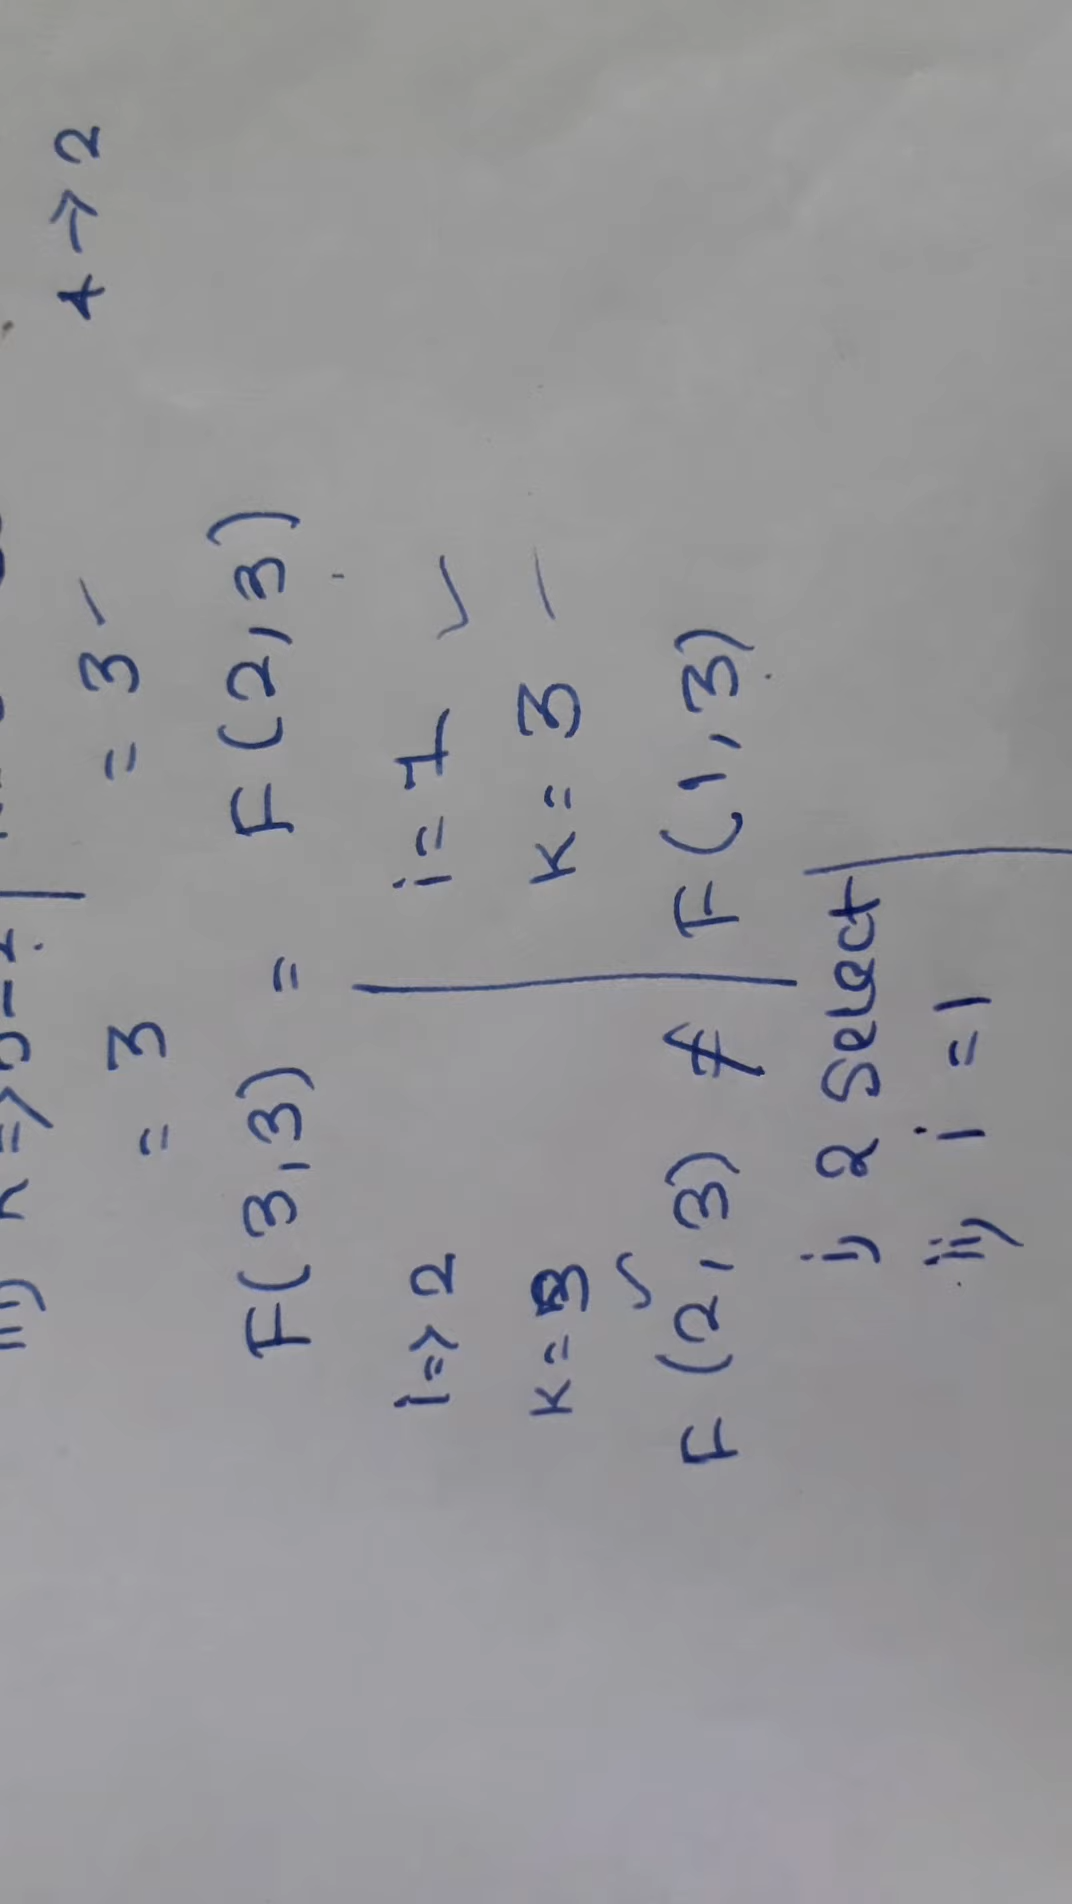 4 → 2
= 3 = 3
F(3,3) = F(2,3)
i => 2 i = 1
K = 3 K = 3
F(2,3) ≠ F(1,3)
i) 2 Select
ii) i = 1